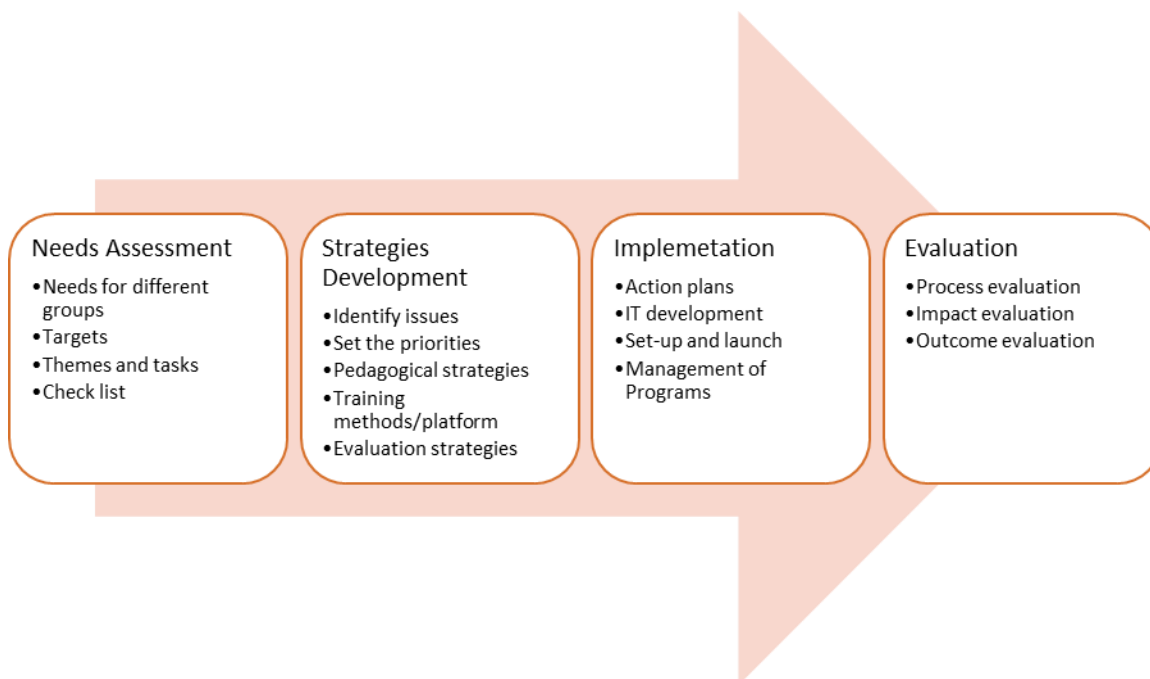 Needs Assessment
•Needs for different
groups
•Targets
•Themes and tasks
•Check list
Strategies
Development
•Identify issues
•Set the priorities
•Pedagogical strategies
•Training
methods/platform
•Evaluation strategies
Implemetation
•Action plans
•IT development
•Set-up and launch
•Management of
Programs
Evaluation
•Process evaluation
•Impact evaluation
•Outcome evaluation